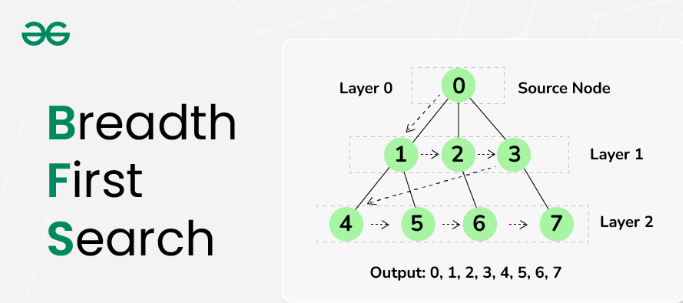 Breadth
First
Search
Layer 0
0
Source Node
1
2
3
Layer 1
4
5
6
7
Layer 2
Output: 0, 1, 2, 3, 4, 5, 6, 7